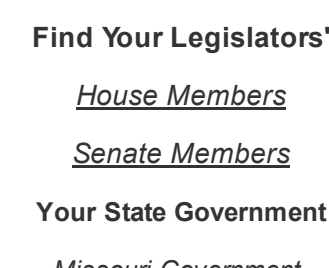 Find Your Legislators'
House Members
Senate Members
Your State Government
Missouri Government